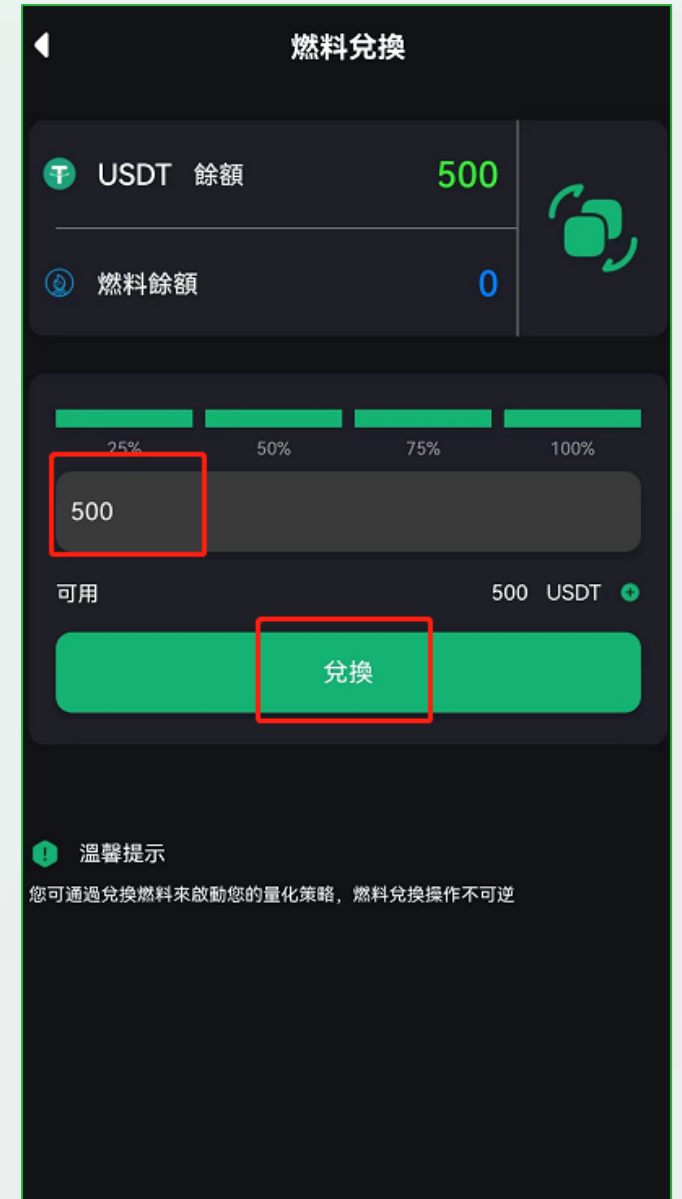 燃料兌換
USDT 餘額 500
燃料餘額 0
25% 50% 75% 100%
500
可用 500 USDT
兌換
溫馨提示
您可通過兌換燃料來啟動您的量化策略，燃料兌換操作不可逆